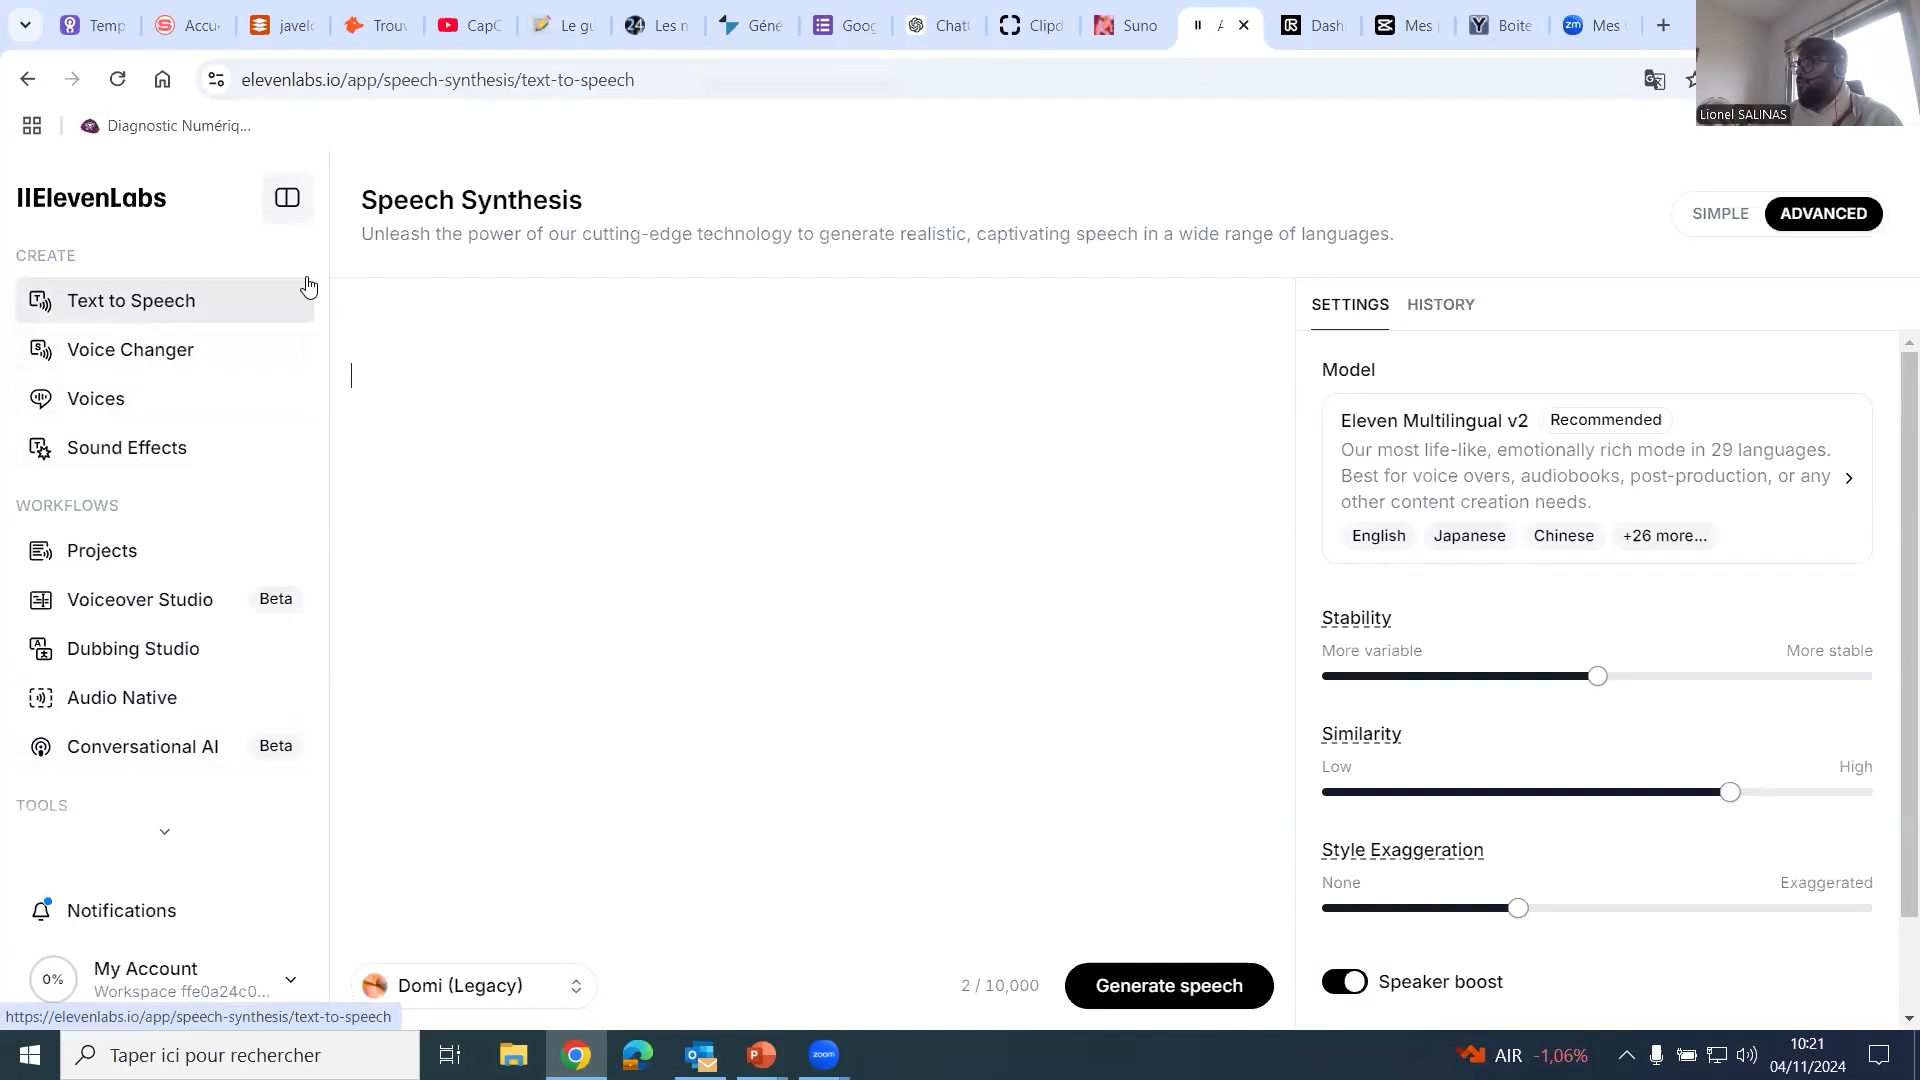 Temp
Accu
javel
Trouv
CapC
Le gu
Les n
Géné
Goog
Chat
Clipd
Suno
Dash
Mes
Boite
Mes
elevenlabs.io/app/speech-synthesis/text-to-speech
Diagnostic Numériq...
Lionel SALINAS
IIElevenLabs
CREATE
Text to Speech
Voice Changer
Voices
Sound Effects
WORKFLOWS
Projects
Voiceover Studio Beta
Dubbing Studio
Audio Native
Conversational AI Beta
TOOLS
Notifications
0%
My Account
Workspace ffe0a24c0...
https://elevenlabs.io/app/speech-synthesis/text-to-speech
Speech Synthesis
Unleash the power of our cutting-edge technology to generate realistic, captivating speech in a wide range of languages.
SIMPLE ADVANCED
Domi (Legacy)
2 / 10,000
Generate speech
SETTINGS HISTORY
Model
Eleven Multilingual v2 Recommended
Our most life-like, emotionally rich mode in 29 languages.
Best for voice overs, audiobooks, post-production, or any
other content creation needs.
English Japanese Chinese +26 more...
Stability
More variable More stable
Similarity
Low High
Style Exaggeration
None Exaggerated
Speaker boost
Taper ici pour rechercher
zoom
AIR -1,06%
10:21
04/11/2024